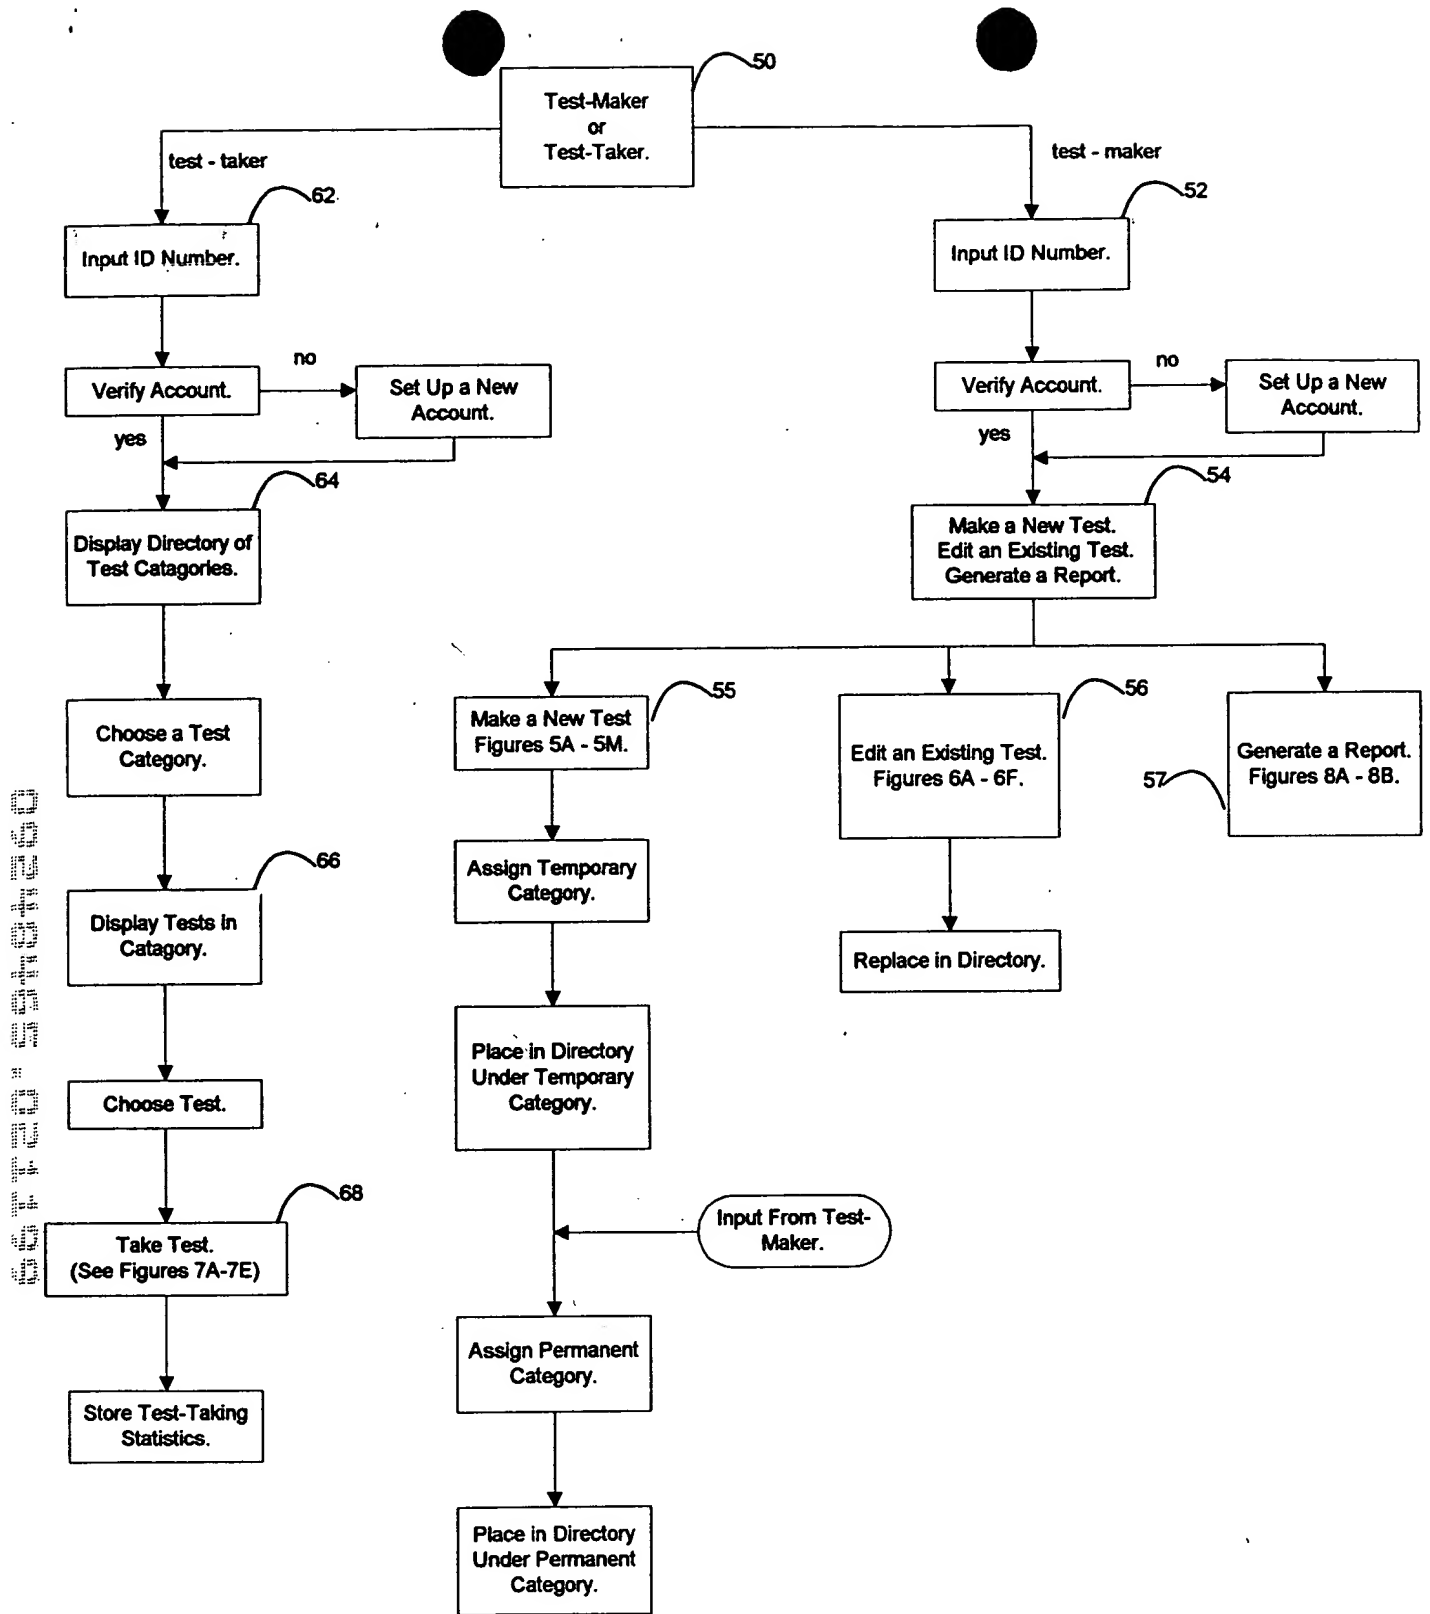 50
Test-Maker
or
Test-Taker.
test - taker
test - maker
62
52
Input ID Number.
Input ID Number.
no
no
Verify Account.
Set Up a New
Account.
Verify Account.
Set Up a New
Account.
yes
yes
64
54
Display Directory of
Test Catagories.
Make a New Test.
Edit an Existing Test.
Generate a Report.
55
56
57
Choose a Test
Category.
Make a New Test
Figures 5A - 5M.
Edit an Existing Test.
Figures 6A - 6F.
Generate a Report.
Figures 8A - 8B.
66
Display Tests in
Catagory.
Assign Temporary
Category.
Replace in Directory.
Choose Test.
Place in Directory
Under Temporary
Category.
68
Take Test.
(See Figures 7A-7E)
Input From Test-
Maker.
Store Test-Taking
Statistics.
Assign Permanent
Category.
Place in Directory
Under Permanent
Category.